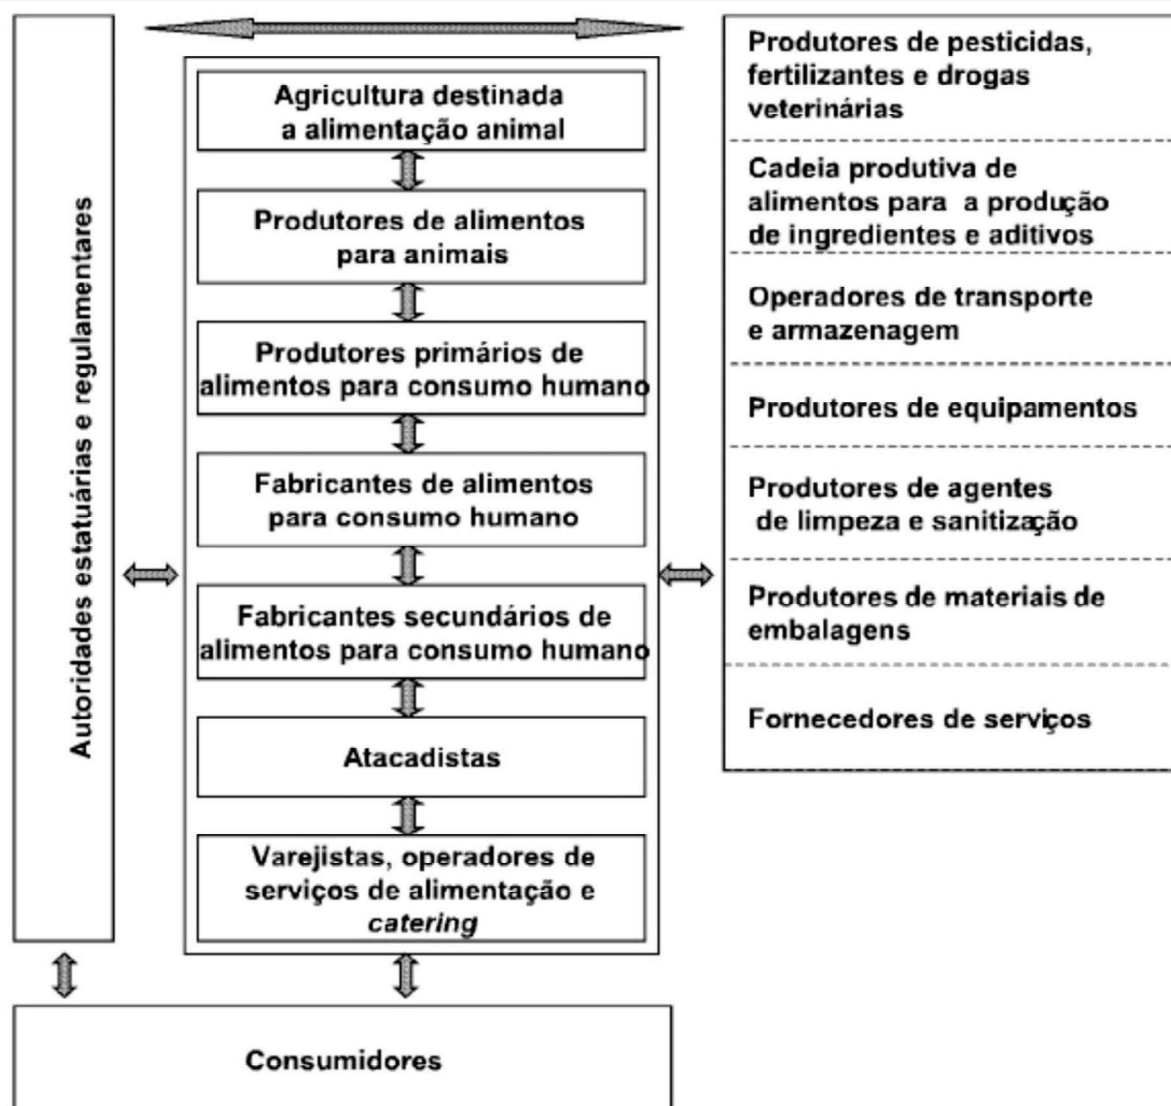 Autoridades estatuárias e regulamentares
Agricultura destinada
a alimentação animal
Produtores de alimentos
para animais
Produtores primários de
alimentos para consumo humano
Fabricantes de alimentos
para consumo humano
Fabricantes secundários de
alimentos para consumo humano
Atacadistas
Varejistas, operadores de
serviços de alimentação e
catering
Produtores de pesticidas,
fertilizantes e drogas
veterinárias
Cadeia produtiva de
alimentos para a produção
de ingredientes e aditivos
Operadores de transporte
e armazenagem
Produtores de equipamentos
Produtores de agentes
de limpeza e sanitização
Produtores de materiais de
embalagens
Fornecedores de serviços
Consumidores